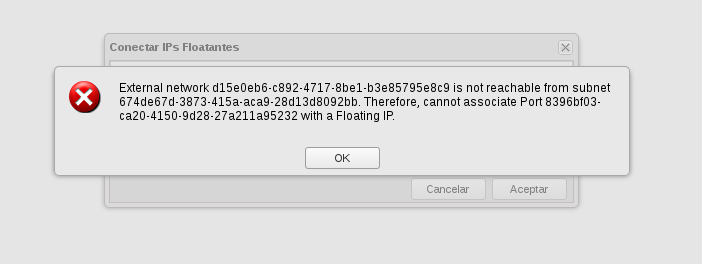 Conectar IPs Floatantes
External network d15e0eb6-c892-4717-8be1-b3e85795e8c9 is not reachable from subnet
674de67d-3873-415a-aca9-28d13d8092bb. Therefore, cannot associate Port 8396bf03-
ca20-4150-9d28-27a211a95232 with a Floating IP.
OK
Cancelar Aceptar